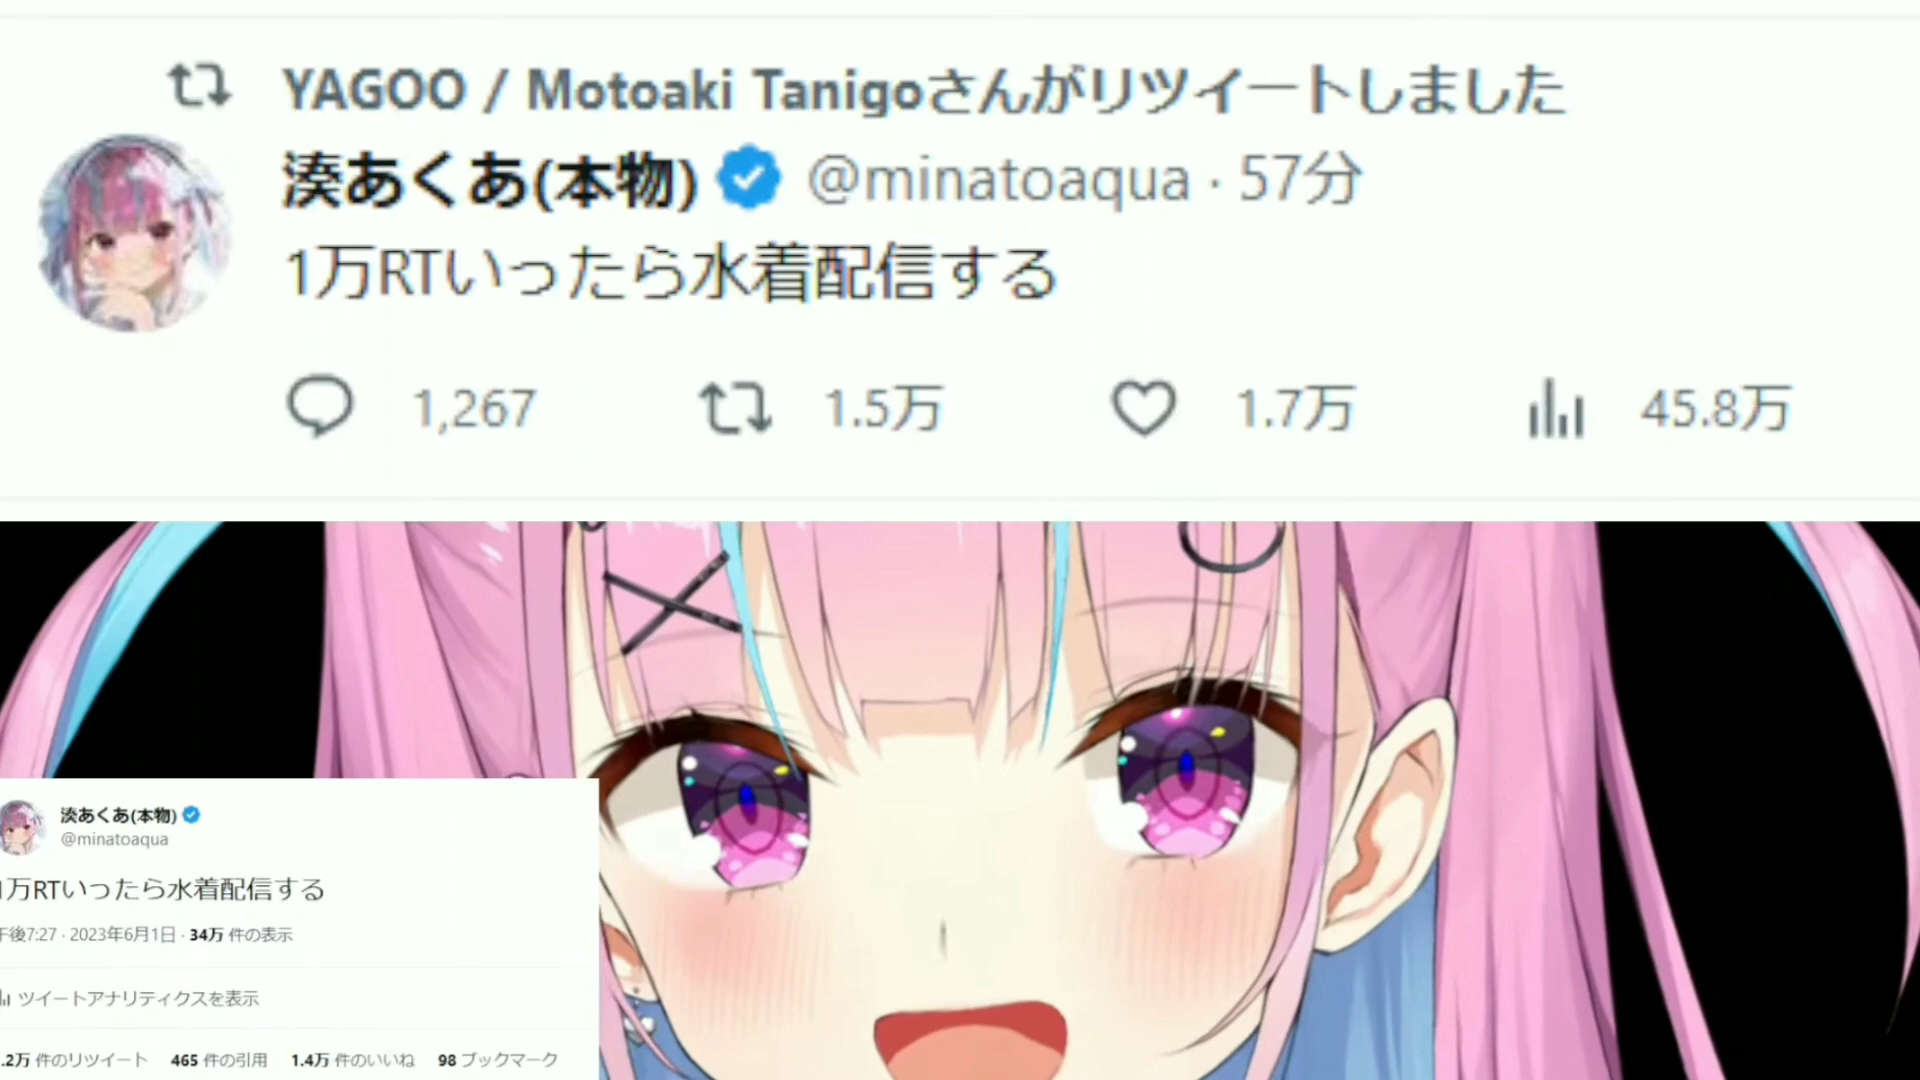 YAGOO / Motoaki Tanigoさんがリツイートしました
湊あくあ(本物) @minatoaqua · 57分
1万RTいったら水着配信する
1,267 1.5万 1.7万 45.8万
湊あくあ(本物)
@minatoaqua
1万RTいったら水着配信する
午後7:27 · 2023年6月1日 · 34万 件の表示
ツイートアナリティクスを表示
.2万 件のリツイート 465 件の引用 1.4万 件のいいね 98 ブックマーク